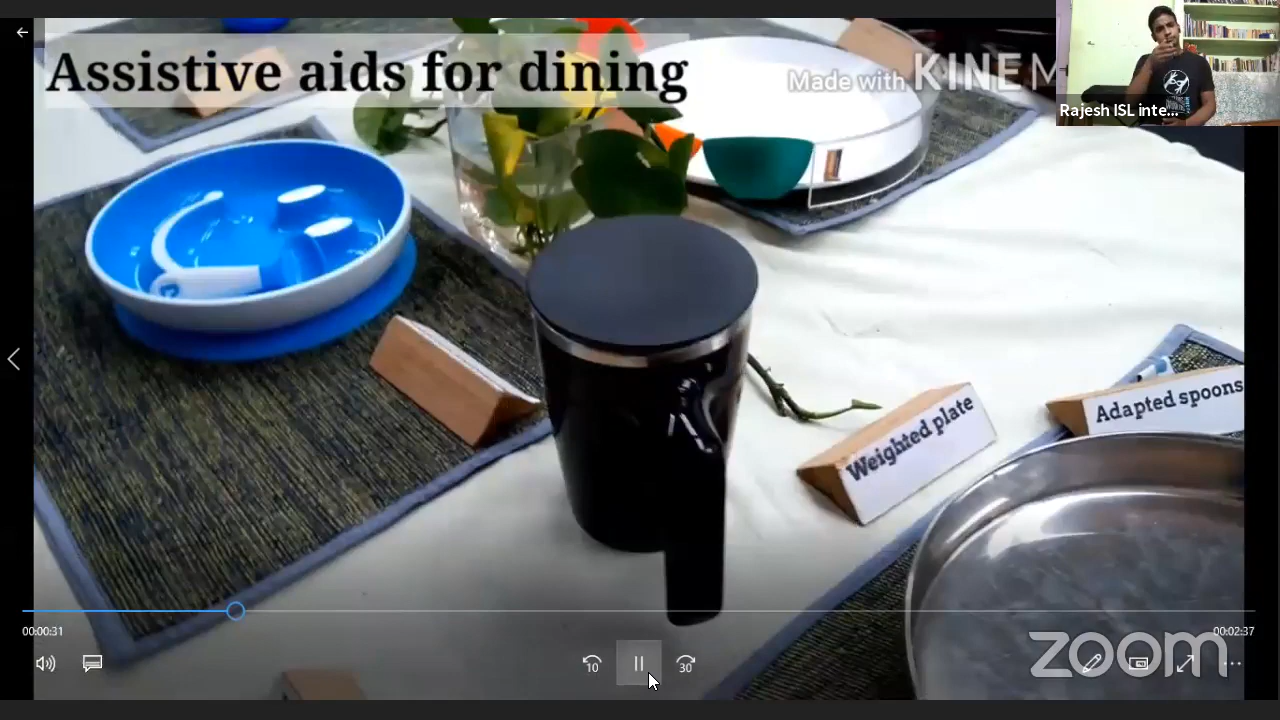 Assistive aids for dining
Made with KINEM
Rajesh ISL inte...
Weighted plate
Adapted spoons
00:00:31
00:02:37
10
30
zoom